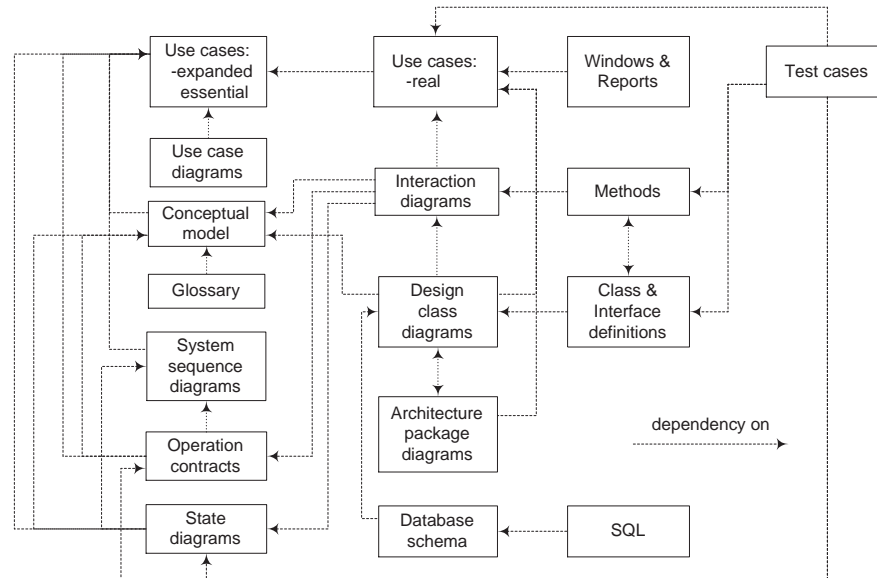 Use cases:
-expanded
essential
Use cases:
-real
Windows &
Reports
Test cases
Use case
diagrams
Interaction
diagrams
Methods
Conceptual
model
Glossary
Design
class
diagrams
Class &
Interface
definitions
System
sequence
diagrams
Architecture
package
diagrams
dependency on
Operation
contracts
State
diagrams
Database
schema
SQL